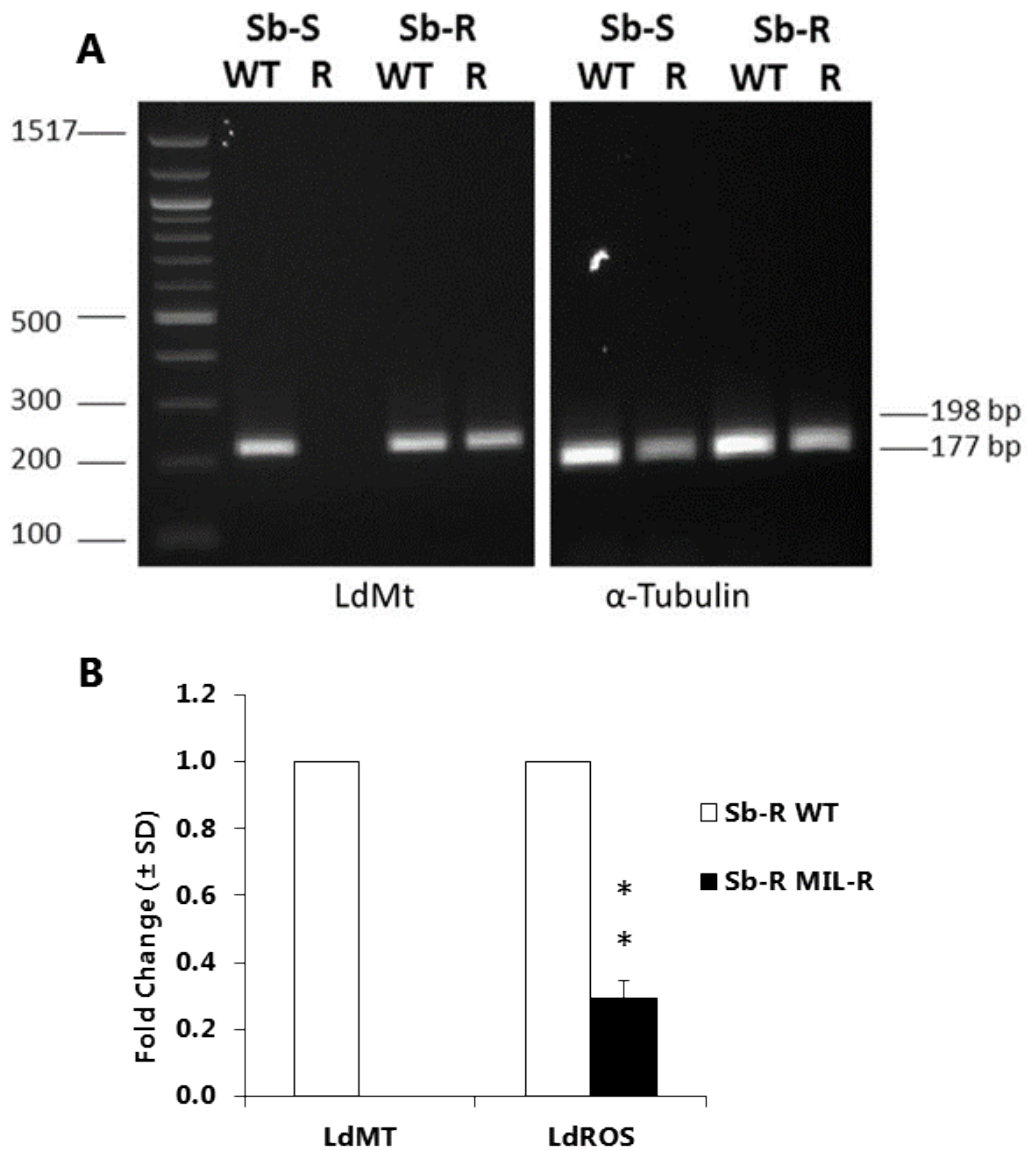 A
Sb-S Sb-R Sb-S Sb-R
WT R WT R WT R WT R
1517
500
300
200
100
198 bp
177 bp
LdMt α-Tubulin
B
1.2
1.0
0.8
0.6
0.4
0.2
0.0
Fold Change (± SD)
*
*
Sb-R WT
Sb-R MIL-R
LdMT LdROS